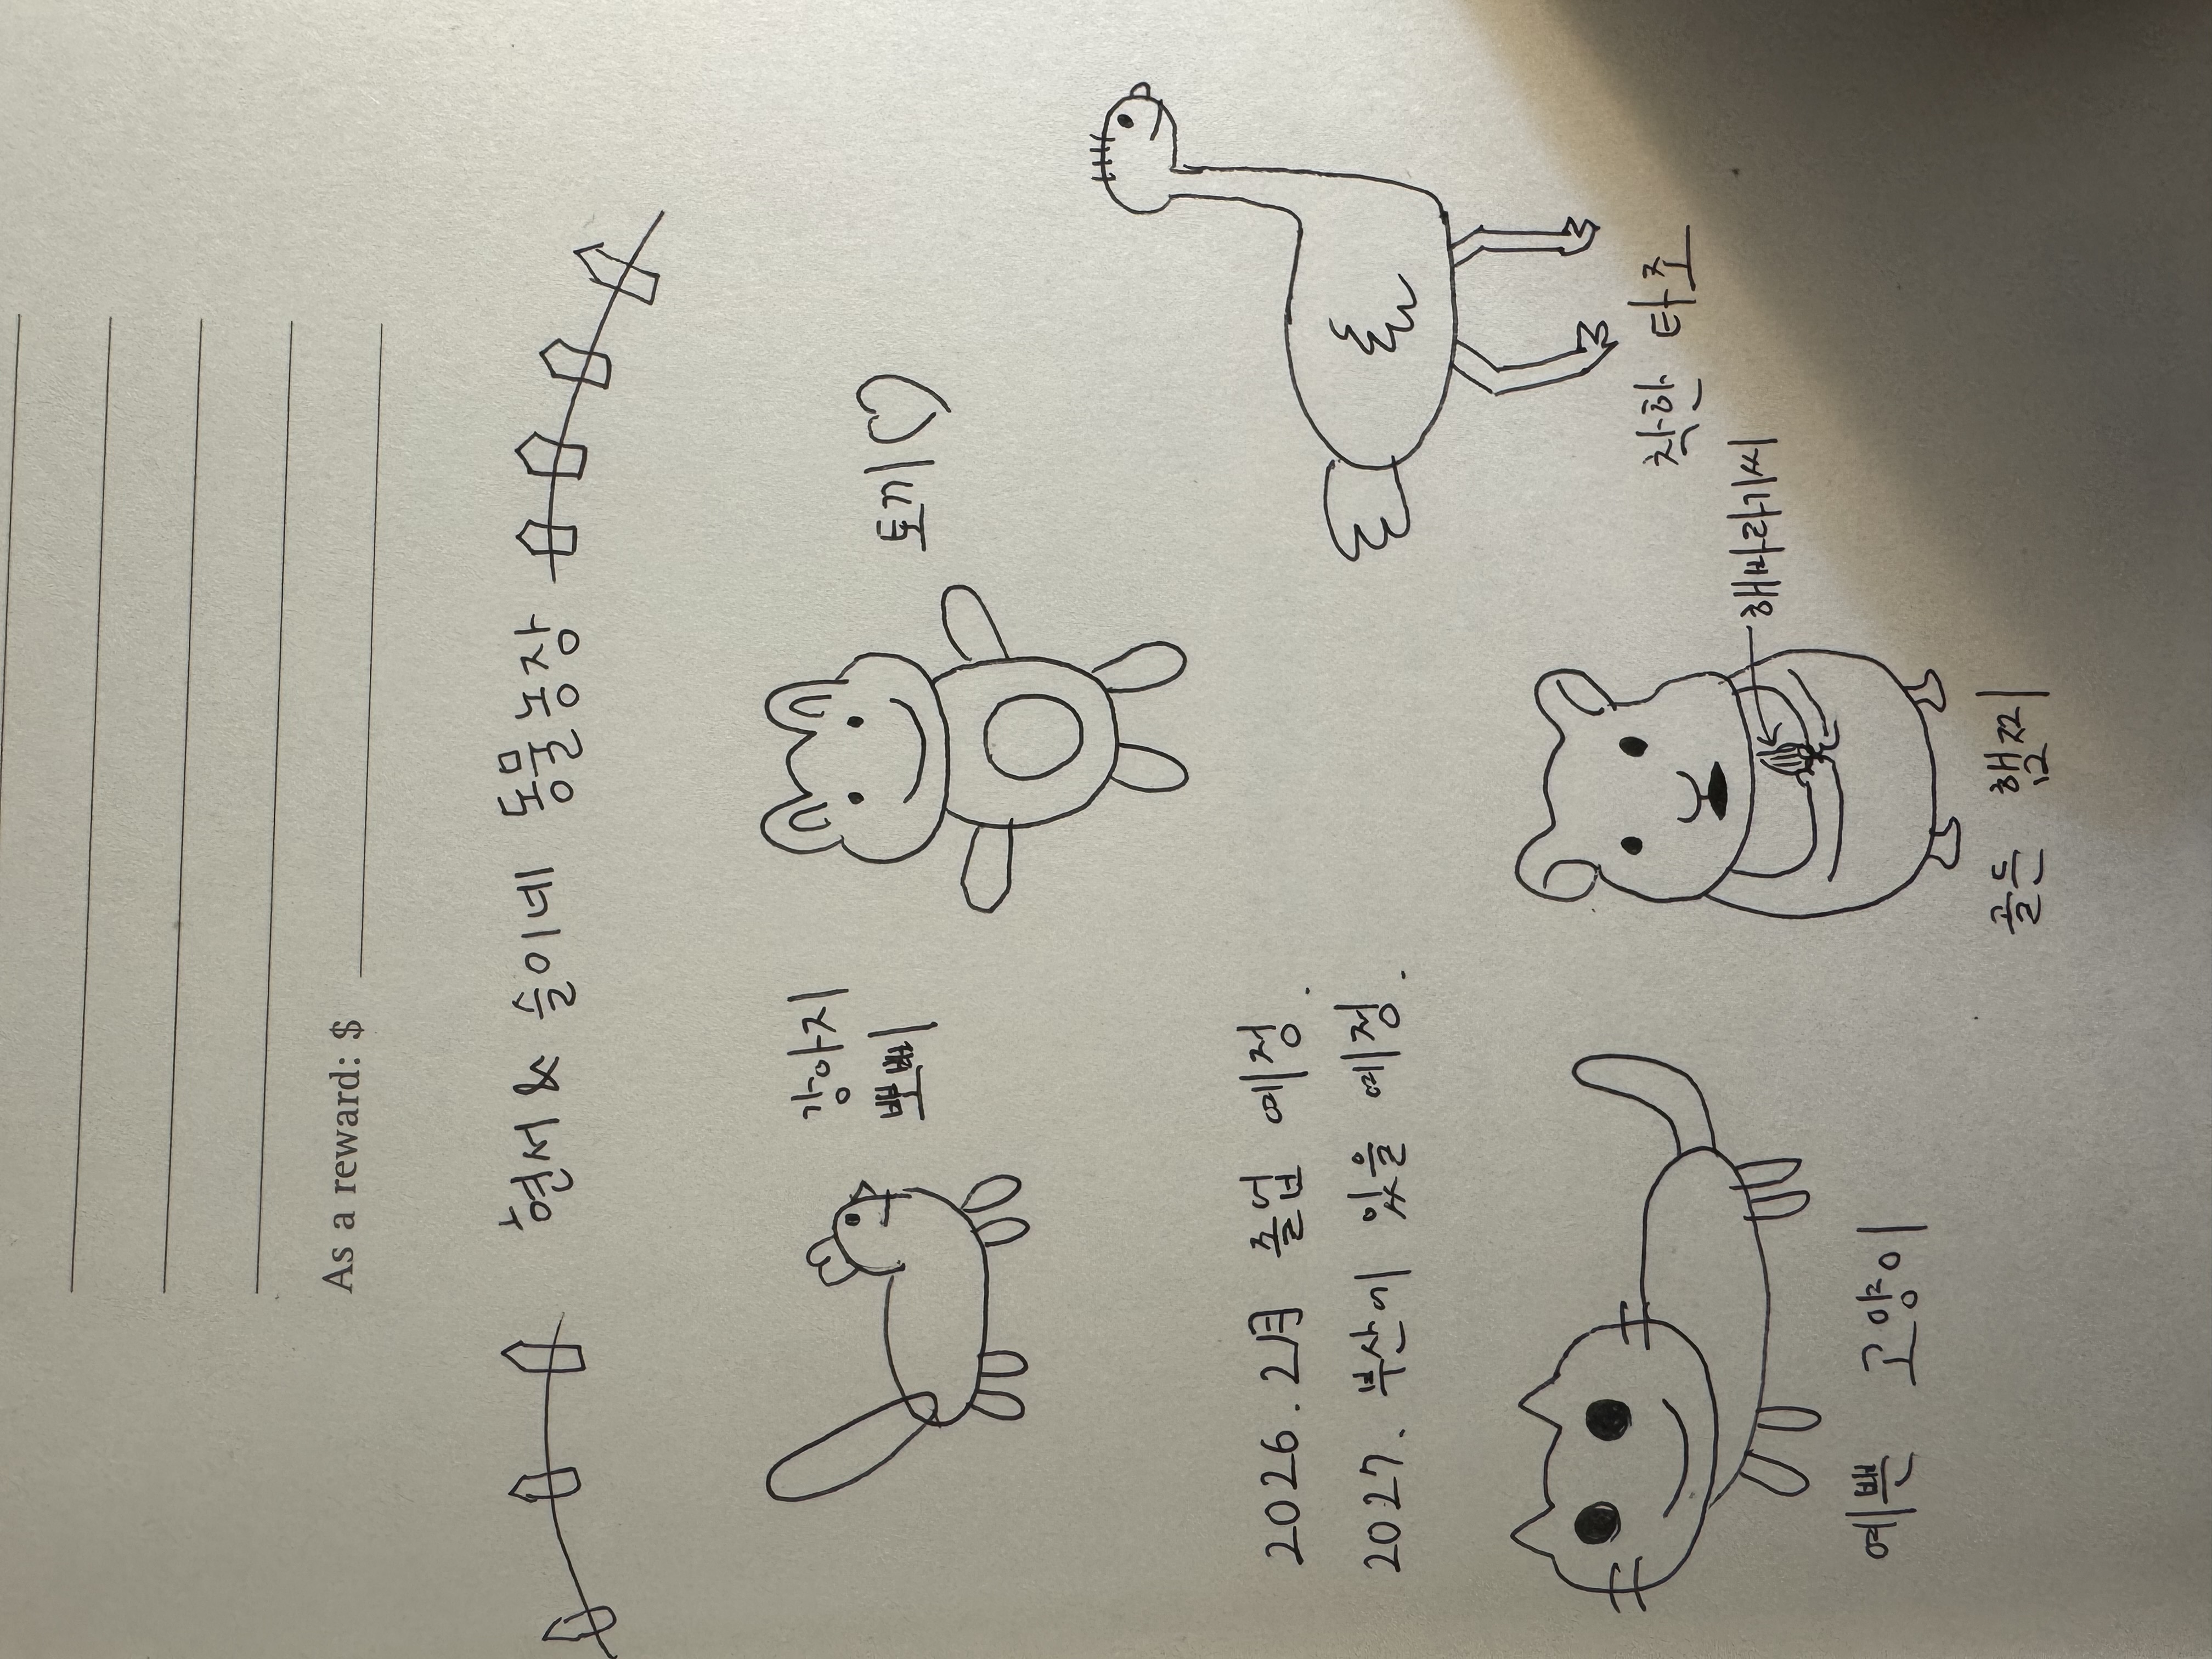 As a reward: $
현서 & 슬이네 동물농장
강아지
뽀삐
토끼♡
2026. 2月 졸업 예정.
2027. 부산에 있을 예정.
착한 타조
해바라기씨
예쁜 고양이
골든 햄찌